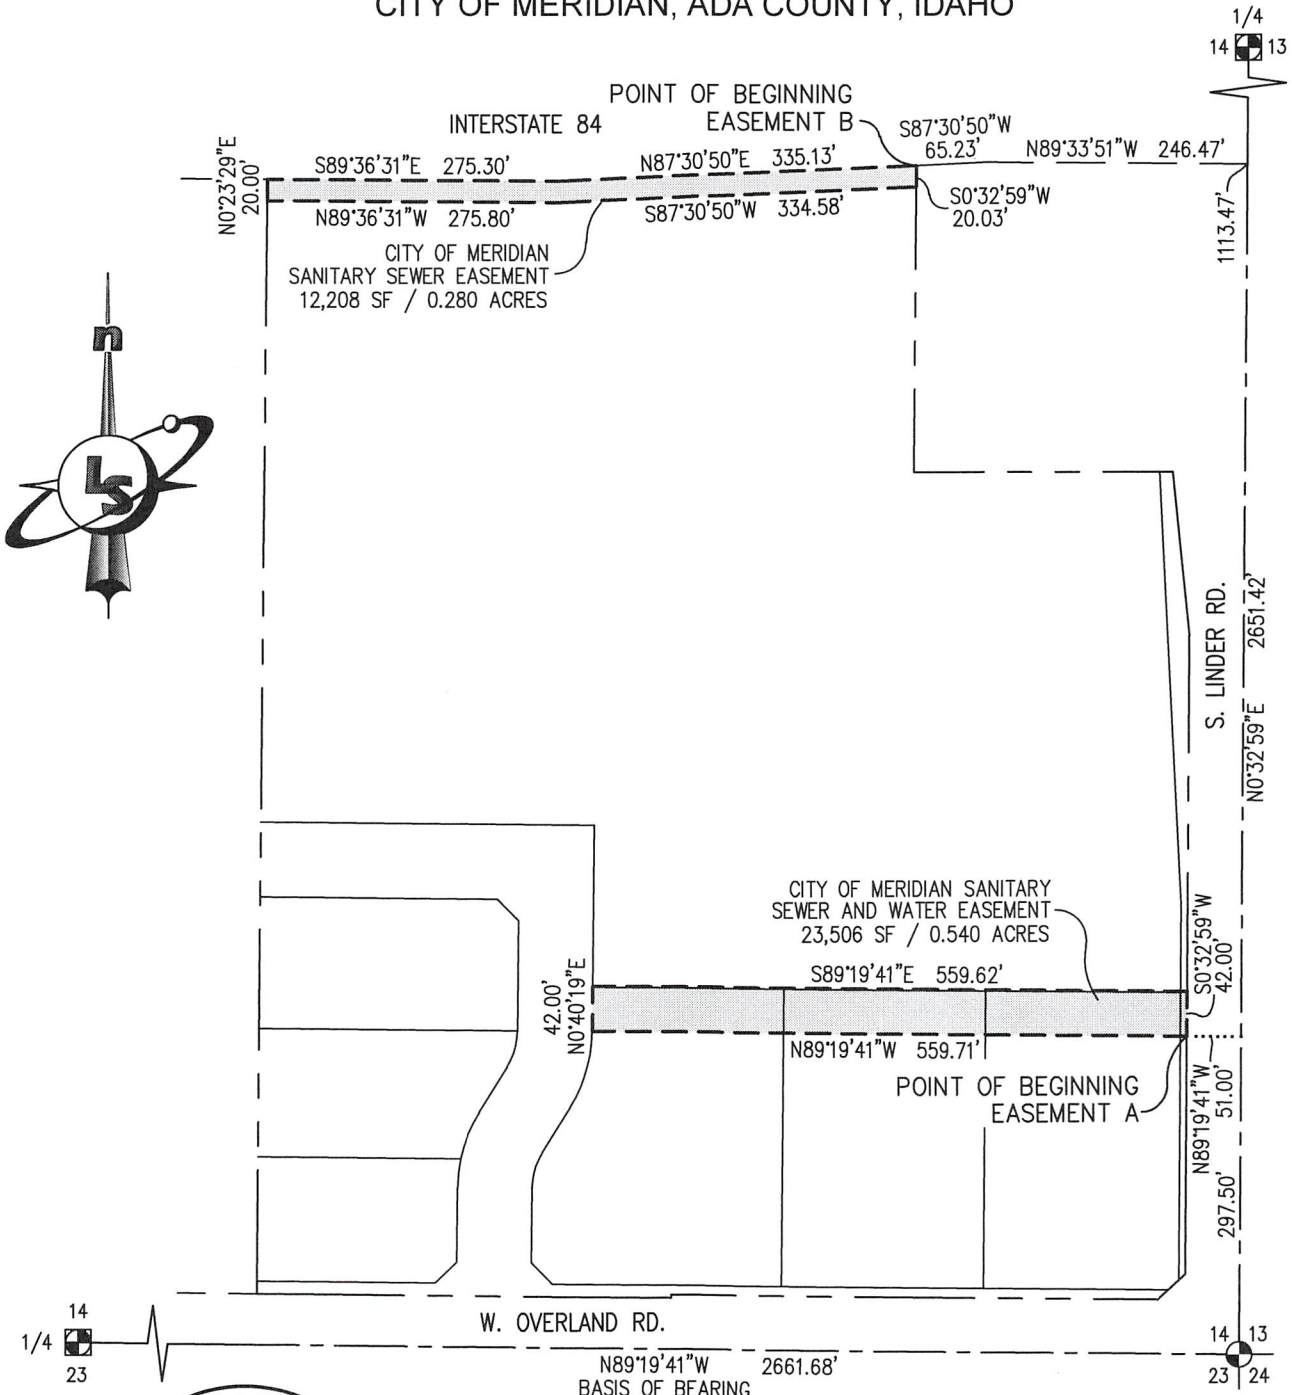 CITY OF MERIDIAN, ADA COUNTY, IDAHO
1/4
14 13
POINT OF BEGINNING
EASEMENT B
INTERSTATE 84
S87°30'50"W
65.23'
N89°33'51"W 246.47'
N0°23'29"E
20.00'
S89°36'31"E 275.30'
N87°30'50"E 335.13'
N89°36'31"W 275.80'
S87°30'50"W 334.58'
S0°32'59"W
20.03'
1113.47'
CITY OF MERIDIAN
SANITARY SEWER EASEMENT
12,208 SF / 0.280 ACRES
n
LS
S. LINDER RD.
N0°32'59"E 2651.42'
CITY OF MERIDIAN SANITARY
SEWER AND WATER EASEMENT
23,506 SF / 0.540 ACRES
S89°19'41"E 559.62'
S0°32'59"W
42.00'
42.00'
N0°40'19"E
N89°19'41"W 559.71'
POINT OF BEGINNING
EASEMENT A
N89°19'41"W
51.00'
297.50'
14
1/4
23
W. OVERLAND RD.
N89°19'41"W 2661.68'
BASIS OF BEARING
14 13
23 24